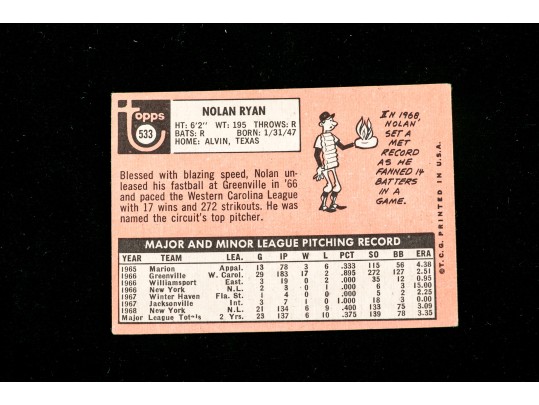 topps
533
NOLAN RYAN
HT: 6'2" WT: 195 THROWS: R
BATS: R BORN: 1/31/47
HOME: ALVIN, TEXAS
Blessed with blazing speed, Nolan un-
leased his fastball at Greenville in '66
and paced the Western Carolina League
with 17 wins and 272 strikouts. He was
named the circuit's top pitcher.
IN 1968,
NOLAN
SET A
MET
RECORD
AS HE
FANNED 14
BATTERS
IN A
GAME.
©T.C.G. PRINTED IN U.S.A.
MAJOR AND MINOR LEAGUE PITCHING RECORD
YEAR TEAM LEA. G IP W L PCT SO BB ERA
1965 Marion Appal. 13 78 3 6 .333 115 56 4.38
1966 Greenville W. Carol. 29 183 17 2 .895 272 127 2.51
1966 Williamsport East. 3 19 0 2 .000 35 12 0.95
1966 New York N.L. 2 3 0 1 .000 6 3 15.00
1967 Winter Haven Fla. St. 1 4 0 0 .000 5 2 2.25
1967 Jacksonville Int. 3 7 1 0 1.000 18 3 0.00
1968 New York N.L. 21 134 6 9 .400 133 75 3.09
Major League Totals 2 Yrs. 23 137 6 10 .375 139 78 3.35